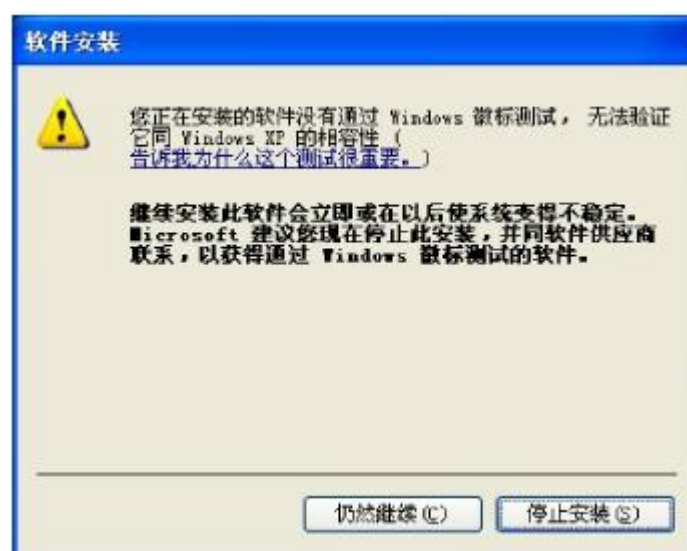 软件安装
您正在安装的软件没有通过 Windows 徽标测试， 无法验证
它同 Windows XP 的相容性 (
告诉我为什么这个测试很重要。)
继续安装此软件会立即或在以后使系统变得不稳定。
Microsoft 建议您现在停止此安装，并同软件供应商
联系，以获得通过 Windows 徽标测试的软件。
仍然继续(C)
停止安装(S)